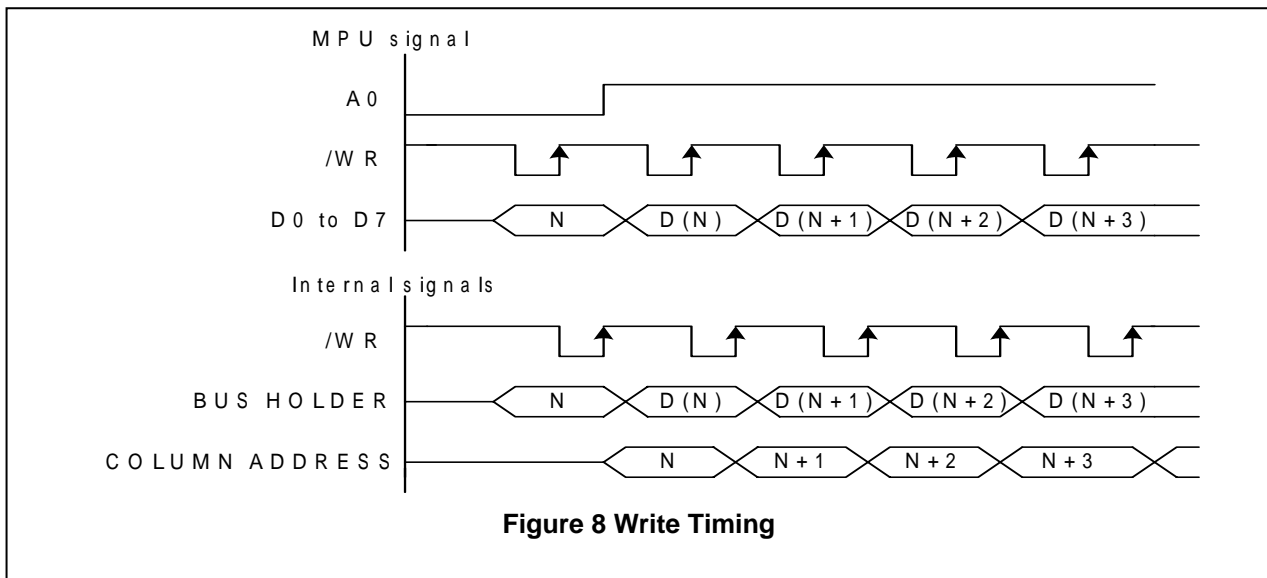 MPU signal
A0
/WR
D0 to D7
N D(N) D(N+1) D(N+2) D(N+3)
Internal signals
/WR
BUS HOLDER
N D(N) D(N+1) D(N+2) D(N+3)
COLUMN ADDRESS
N N+1 N+2 N+3
Figure 8 Write Timing